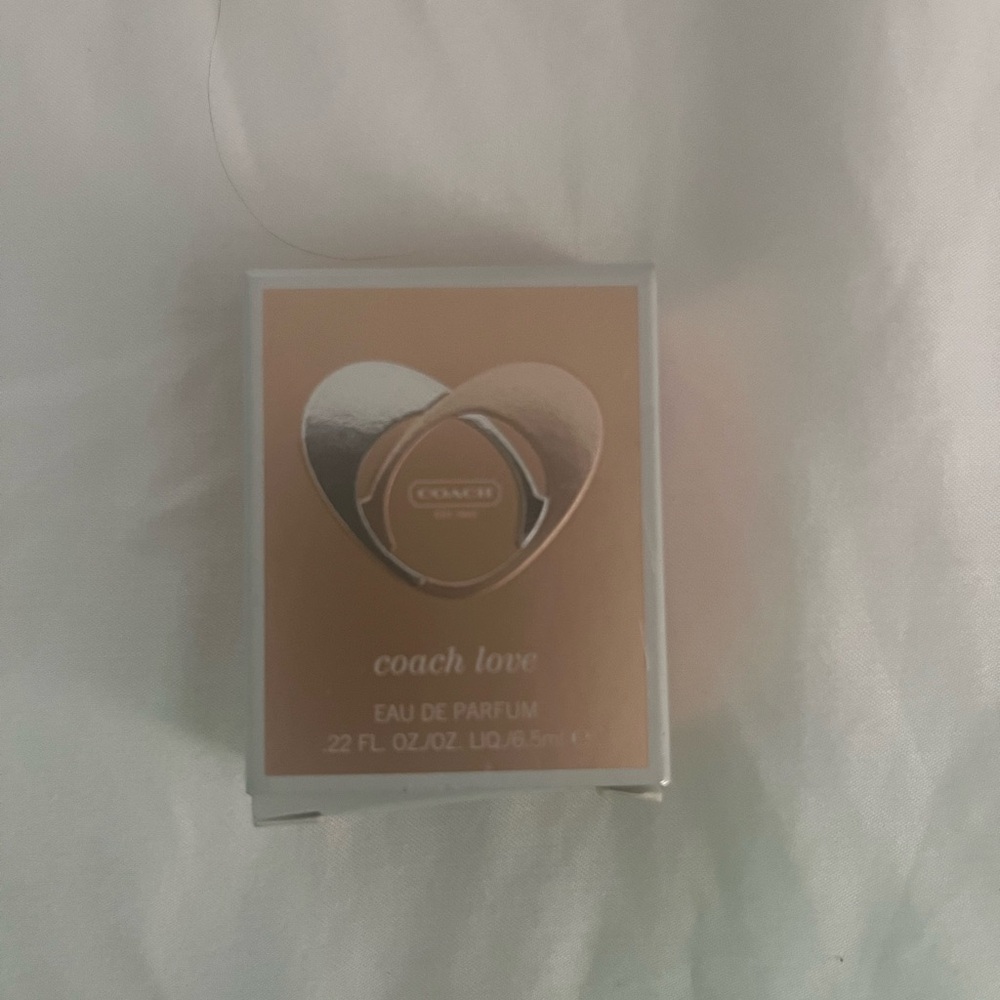 COACH
coach love
EAU DE PARFUM
.22 FL. OZ./OZ. LIQ./6.5ml